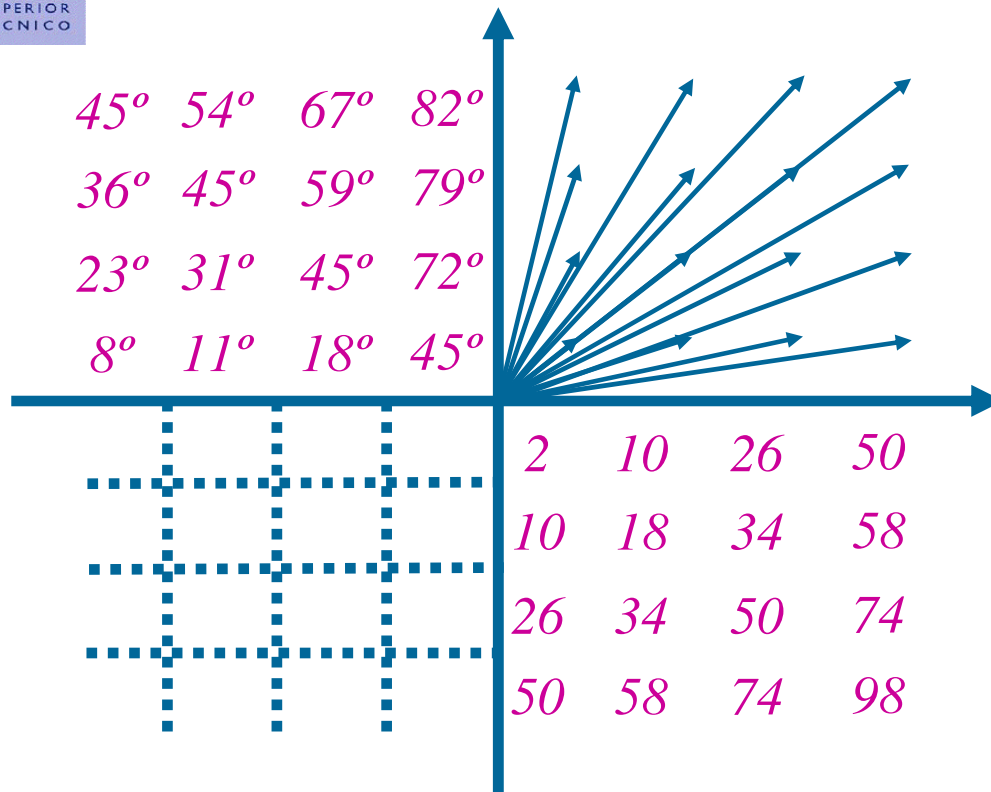 PERIOR
CNICO
45º 54º 67º 82º
36º 45º 59º 79º
23º 31º 45º 72º
8º 11º 18º 45º
2 10 26 50
10 18 34 58
26 34 50 74
50 58 74 98